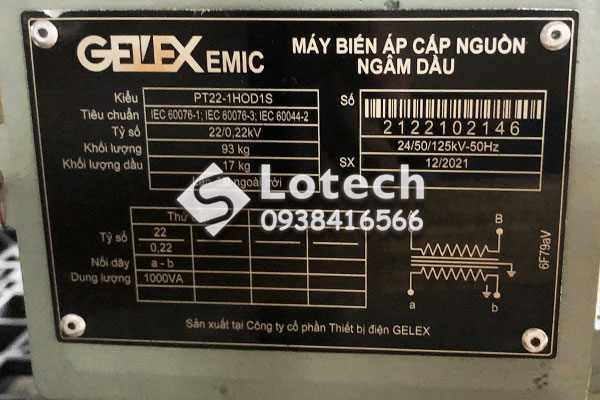 GELEX EMIC
MÁY BIẾN ÁP CẤP NGUỒN
NGÂM DẦU
Kiểu PT22-1HOD1S
Số 2122102146
Tiêu chuẩn IEC 60076-1; IEC 60076-3; IEC 60044-2
Tỷ số 22/0,22kV
24/50/125kV-50Hz
Khối lượng 93 kg
SX 12/2021
Khối lượng dầu 17 kg
ngoài trời
S Lotech
0938416566
Tỷ số 22
0,22
Nối dây a - b
Dung lượng 1000VA
B
a b
6F79aV
Sản xuất tại Công ty cổ phần Thiết bị điện GELEX